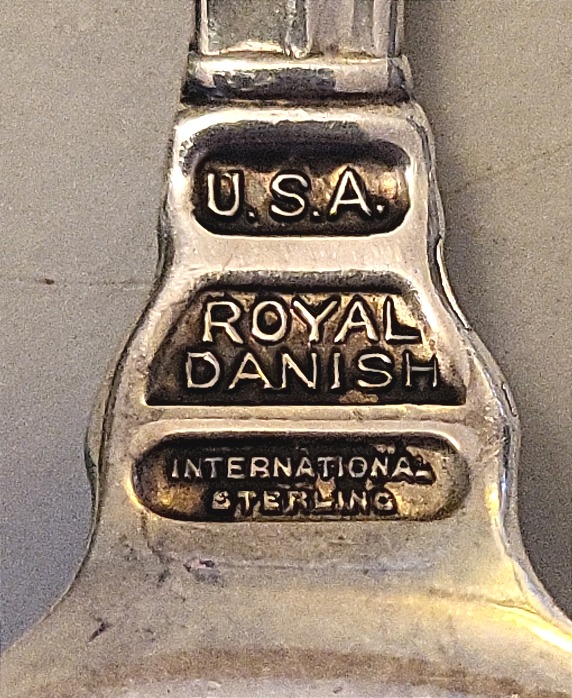 U.S.A.
ROYAL
DANISH
INTERNATIONAL
STERLING